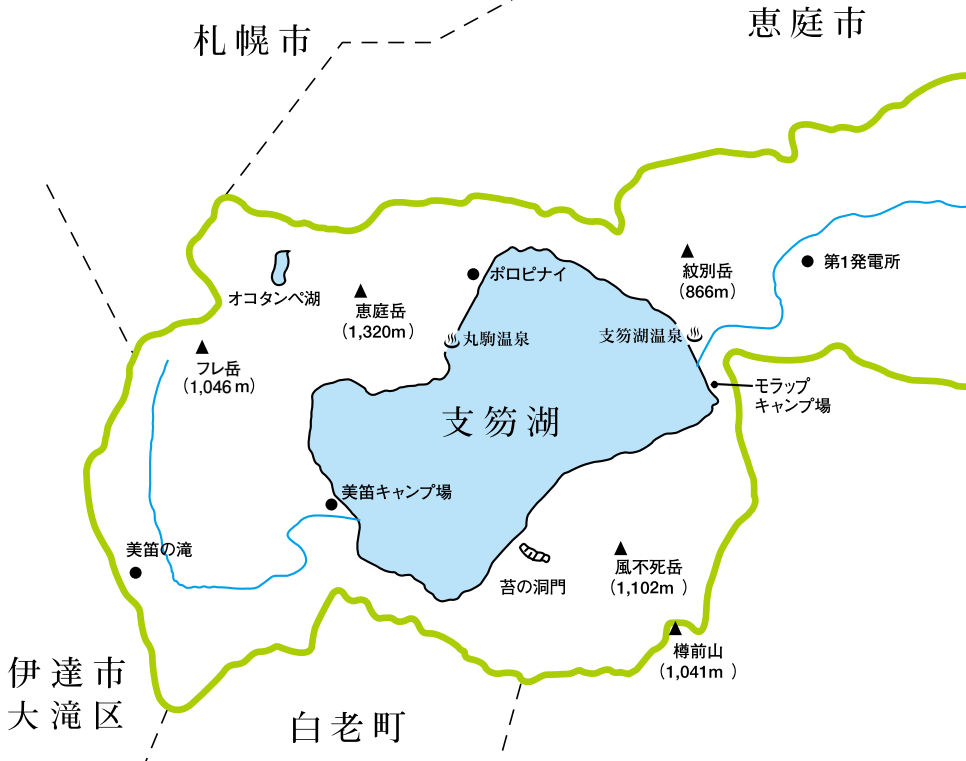 札幌市
恵庭市
オコタンペ湖
恵庭岳
（1,320m）
ポロピナイ
紋別岳
（866m）
第1発電所
フレ岳
（1,046 m）
丸駒温泉
支笏湖温泉
モラップ
キャンプ場
支笏湖
美笛キャンプ場
美笛の滝
苔の洞門
風不死岳
（1,102m ）
樽前山
（1,041m ）
伊達市
大滝区
白老町